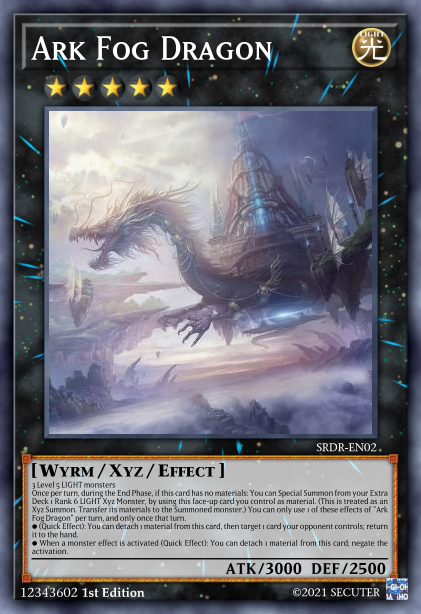 ARK FOG DRAGON
LIGHT
光
SRDR-EN02
[WYRM/XYZ/EFFECT]
3 Level 5 LIGHT monsters
Once per turn, during the End Phase, if this card has no materials: You can Special Summon from your Extra
Deck 1 Rank 6 LIGHT Xyz Monster, by using this face-up card you control as material. (This is treated as an
Xyz Summon. Transfer its materials to the Summoned monster.) You can only use 1 of these effects of "Ark
Fog Dragon" per turn, and only once that turn.
● (Quick Effect): You can detach 1 material from this card, then target 1 card your opponent controls; return
it to the hand.
● When a monster effect is activated (Quick Effect): You can detach 1 material from this card; negate the
activation.
ATK/3000 DEF/2500
12343602 1st Edition
©2021 SECUTER